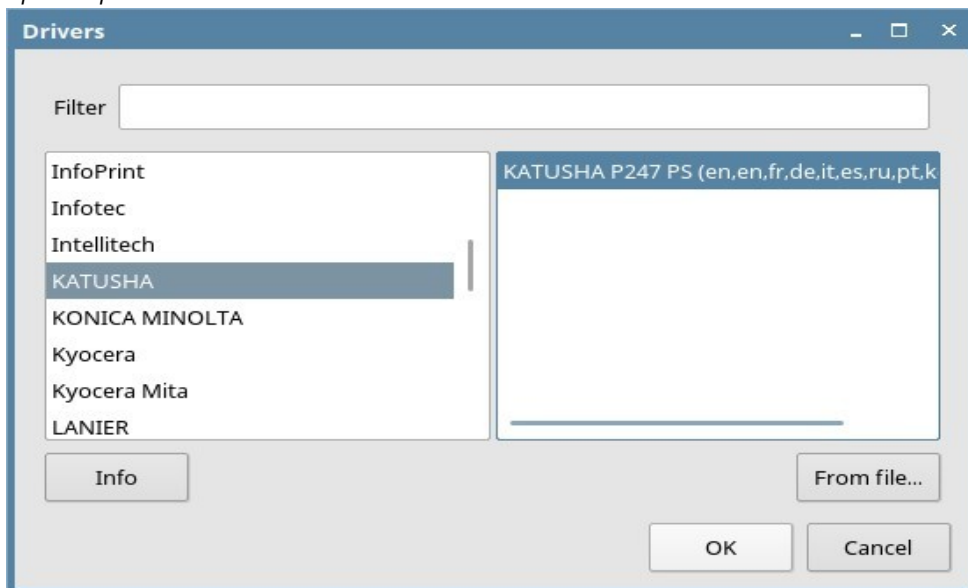 Drivers
Filter
InfoPrint
Infotec
Intellitech
KATUSHA
KONICA MINOLTA
Kyocera
Kyocera Mita
LANIER
KATUSHA P247 PS (en,en,fr,de,it,es,ru,pt,k
Info
From file...
OK
Cancel